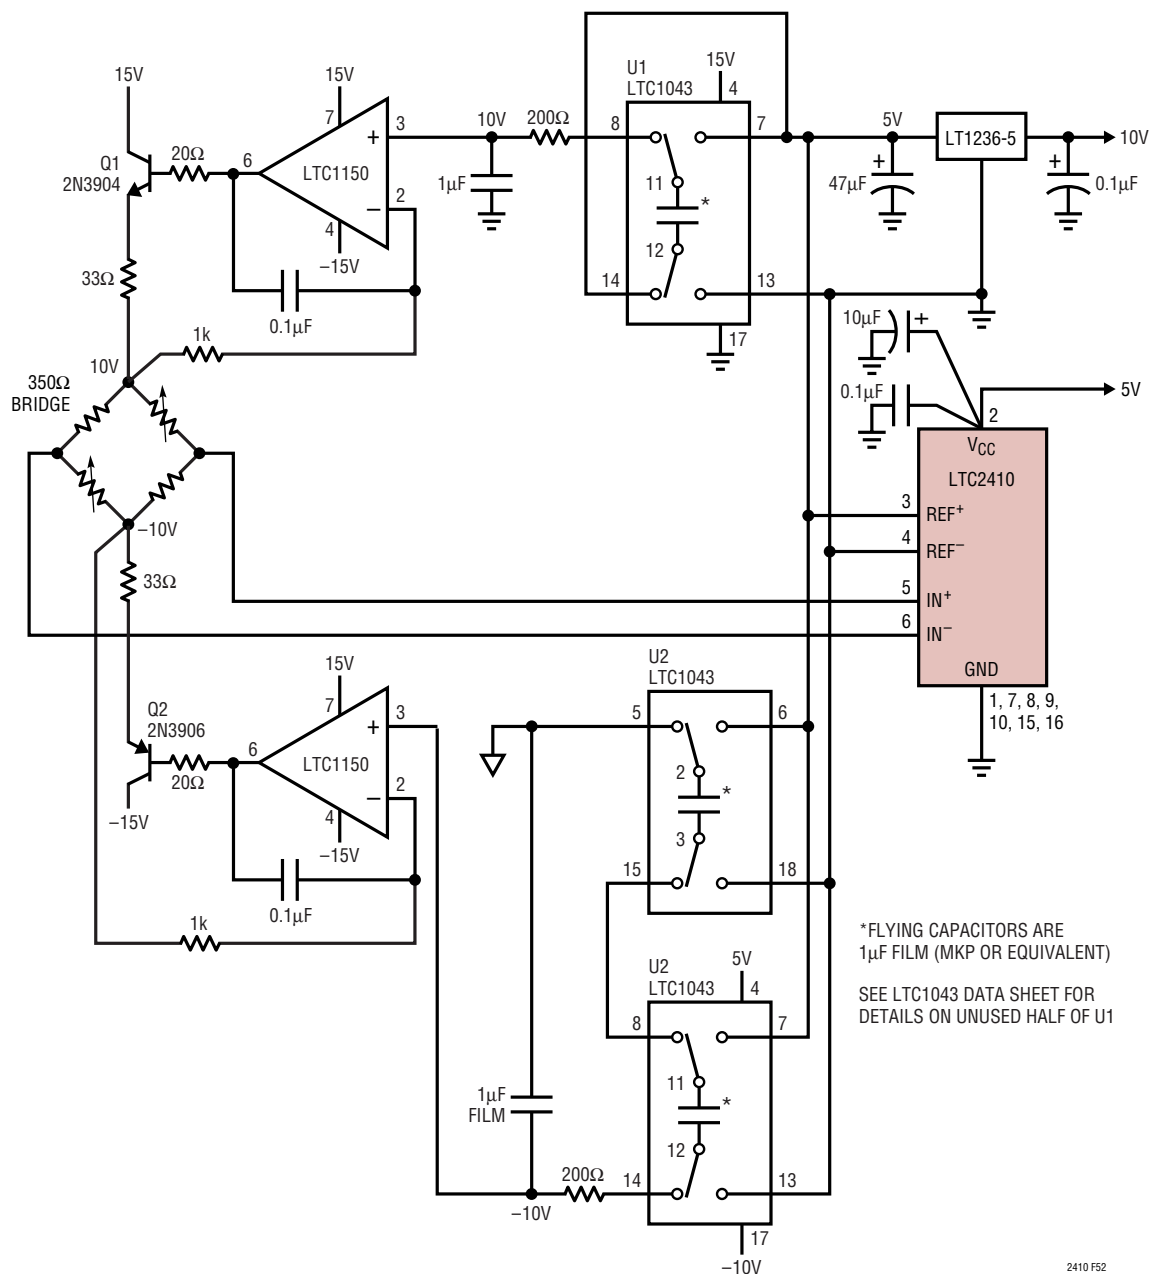 U1
LTC1043
15V
4
15V
15V
7
3
+
Q1
2N3904
20Ω
6
LTC1150
2
–
4
–15V
10V
200Ω
8
7
5V
LT1236-5
10V
1µF
11
*
12
+
47µF
+
0.1µF
14
13
17
33Ω
0.1µF
1k
10V
350Ω
BRIDGE
–10V
33Ω
10µF
+
0.1µF
2
5V
VCC
LTC2410
3
REF+
4
REF–
5
IN+
6
IN–
GND
1, 7, 8, 9,
10, 15, 16
15V
7
3
+
Q2
2N3906
20Ω
6
LTC1150
2
–
4
–15V
–15V
0.1µF
1k
U2
LTC1043
5
6
2
*
3
15
18
U2
LTC1043
5V
4
8
7
11
*
12
1µF
FILM
200Ω
14
13
–10V
17
–10V
*FLYING CAPACITORS ARE
1µF FILM (MKP OR EQUIVALENT)
SEE LTC1043 DATA SHEET FOR
DETAILS ON UNUSED HALF OF U1
2410 F52